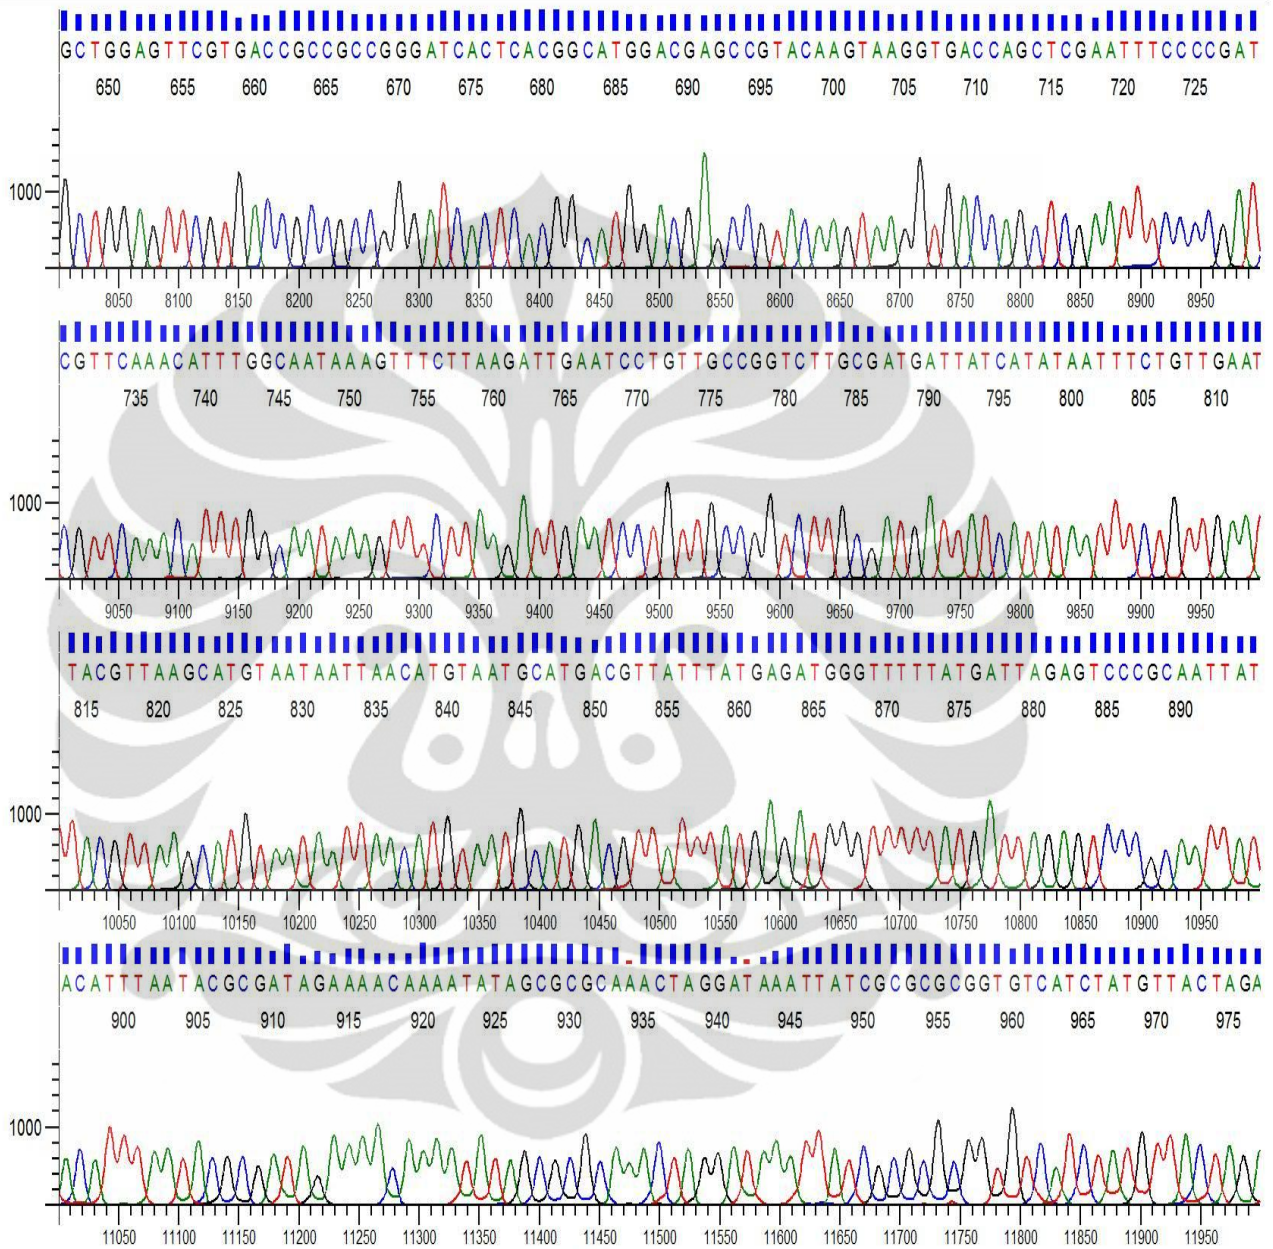 GCTGGAGTTCGTGACCGCCGCCGGGATCACTCACGGCATGGACGAGCCGTACAAGTAAGGTGACCAGCTCGAATTTCCCCGAT
650 655 660 665 670 675 680 685 690 695 700 705 710 715 720 725
1000
8050 8100 8150 8200 8250 8300 8350 8400 8450 8500 8550 8600 8650 8700 8750 8800 8850 8900 8950
CGTTCAAACATTTGGCAATAAAGTTTCTTAAGATTGAATCCTGTTGCCGGTCTTGCGATGATTATCATATAATTTCTGTTGAAT
735 740 745 750 755 760 765 770 775 780 785 790 795 800 805 810
1000
9050 9100 9150 9200 9250 9300 9350 9400 9450 9500 9550 9600 9650 9700 9750 9800 9850 9900 9950
TACGTTAAGCATGTAATAATTAACATGTAATGCATGACGTTATTTATGAGATGGGTTTTTATGATTAGAGTCCCGCAATTAT
815 820 825 830 835 840 845 850 855 860 865 870 875 880 885 890
1000
10050 10100 10150 10200 10250 10300 10350 10400 10450 10500 10550 10600 10650 10700 10750 10800 10850 10900 10950
ACATTTAATACGCGATAGAAAACAAAATATAGCGCGCAAACTAGGATAAATTATCGCGCGCGGTGTCATCTATGTTACTAGA
900 905 910 915 920 925 930 935 940 945 950 955 960 965 970 975
1000
11050 11100 11150 11200 11250 11300 11350 11400 11450 11500 11550 11600 11650 11700 11750 11800 11850 11900 11950